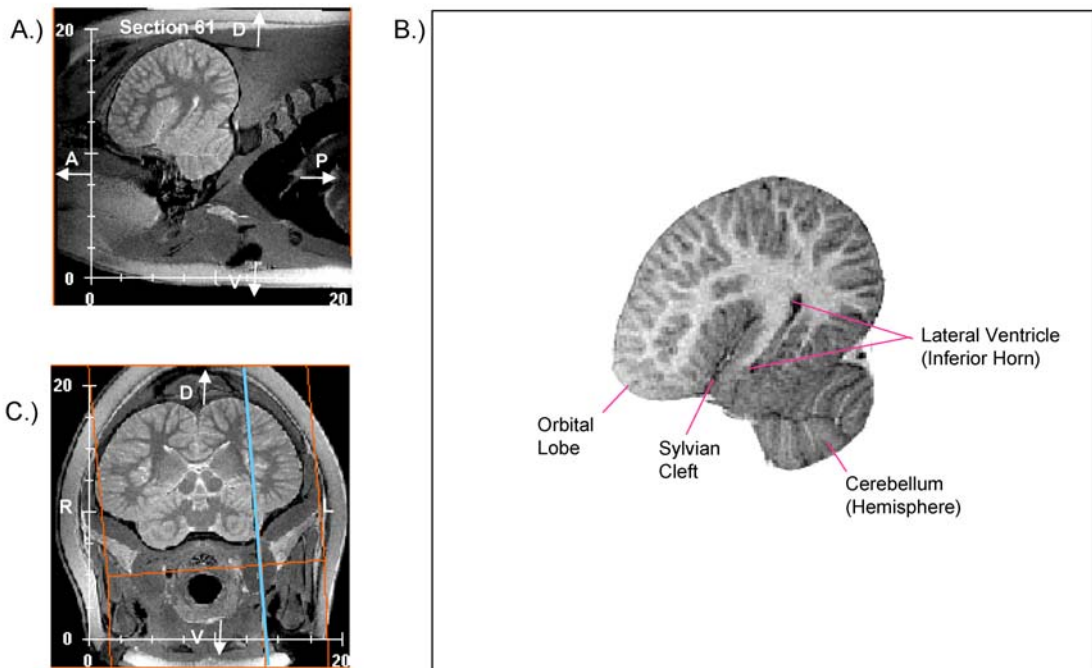 A.)
20
Section 61
D
A
P
0
V
0
20
B.)
Lateral Ventricle
(Inferior Horn)
Orbital
Lobe
Sylvian
Cleft
Cerebellum
(Hemisphere)
C.)
20
D
R
L
0
V
0
20